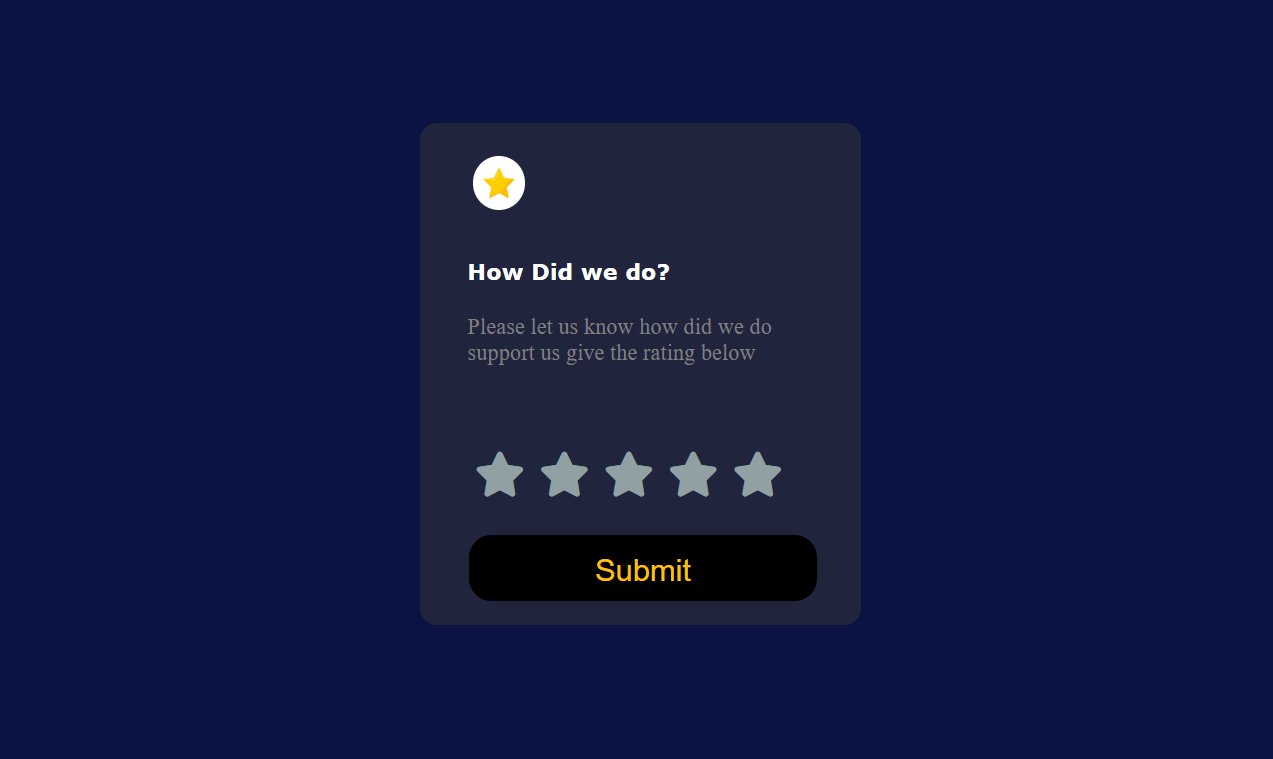 How Did we do?
Please let us know how did we do
support us give the rating below
Submit